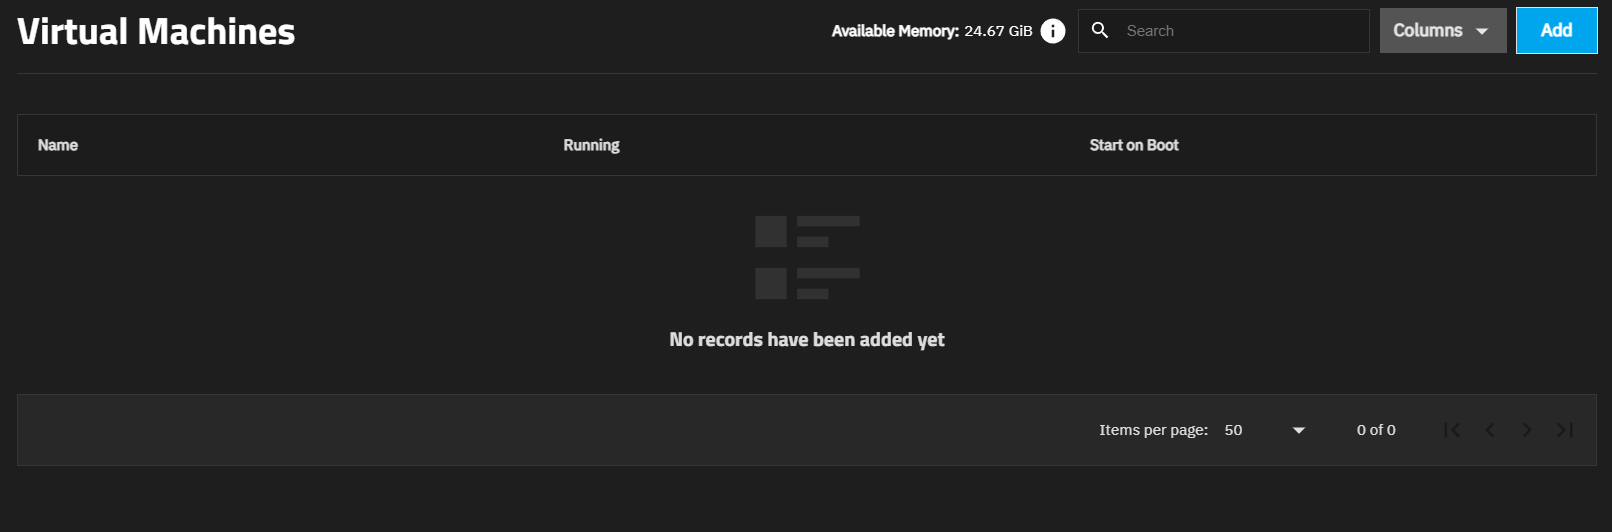 Virtual Machines
Available Memory: 24.67 GiB
Search
Columns
Add
Name Running Start on Boot
No records have been added yet
Items per page: 50 0 of 0